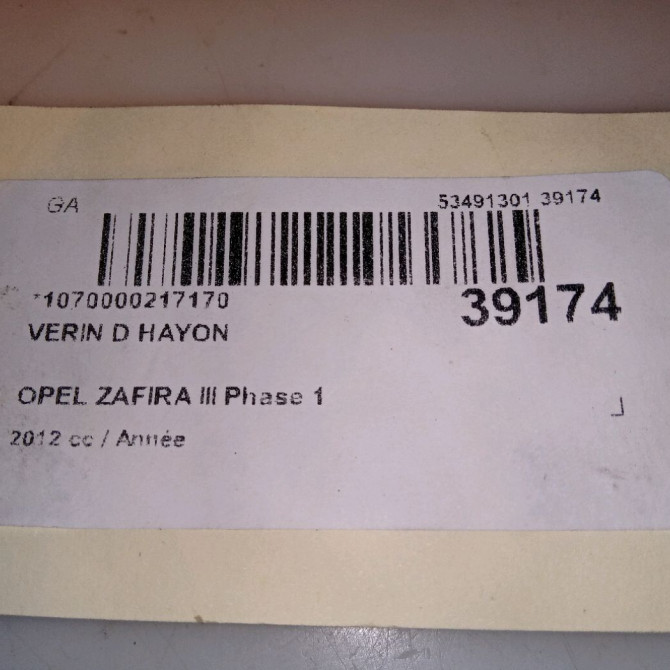 GA 53491301 39174
*1070000217170 39174
VERIN D HAYON
OPEL ZAFIRA III Phase 1
2012 cc / Année